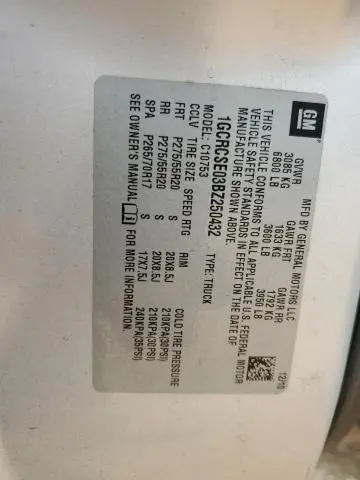 GM
MFD BY GENERAL MOTORS LLC 12/10
GVWR GAWR FRT GAWR RR
3085 KG 1633 KG 1792 KG
6800 LB 3600 LB 3950 LB
THIS VEHICLE CONFORMS TO ALL APPLICABLE U.S. FEDERAL MOTOR
VEHICLE SAFETY STANDARDS IN EFFECT ON THE DATE OF
MANUFACTURE SHOWN ABOVE.
1GCRCSE03BZ250432 TYPE: TRUCK
MODEL: C10753
CCLV TIRE SIZE SPEED RTG RIM COLD TIRE PRESSURE
FRT P275/55R20 S 20X8.5J 210KPA(30PSI)
RR P275/55R20 S 20X8.5J 210KPA(30PSI)
SPA P265/70R17 S 17X7.5J 240KPA(35PSI)
SEE OWNER'S MANUAL FOR MORE INFORMATION.